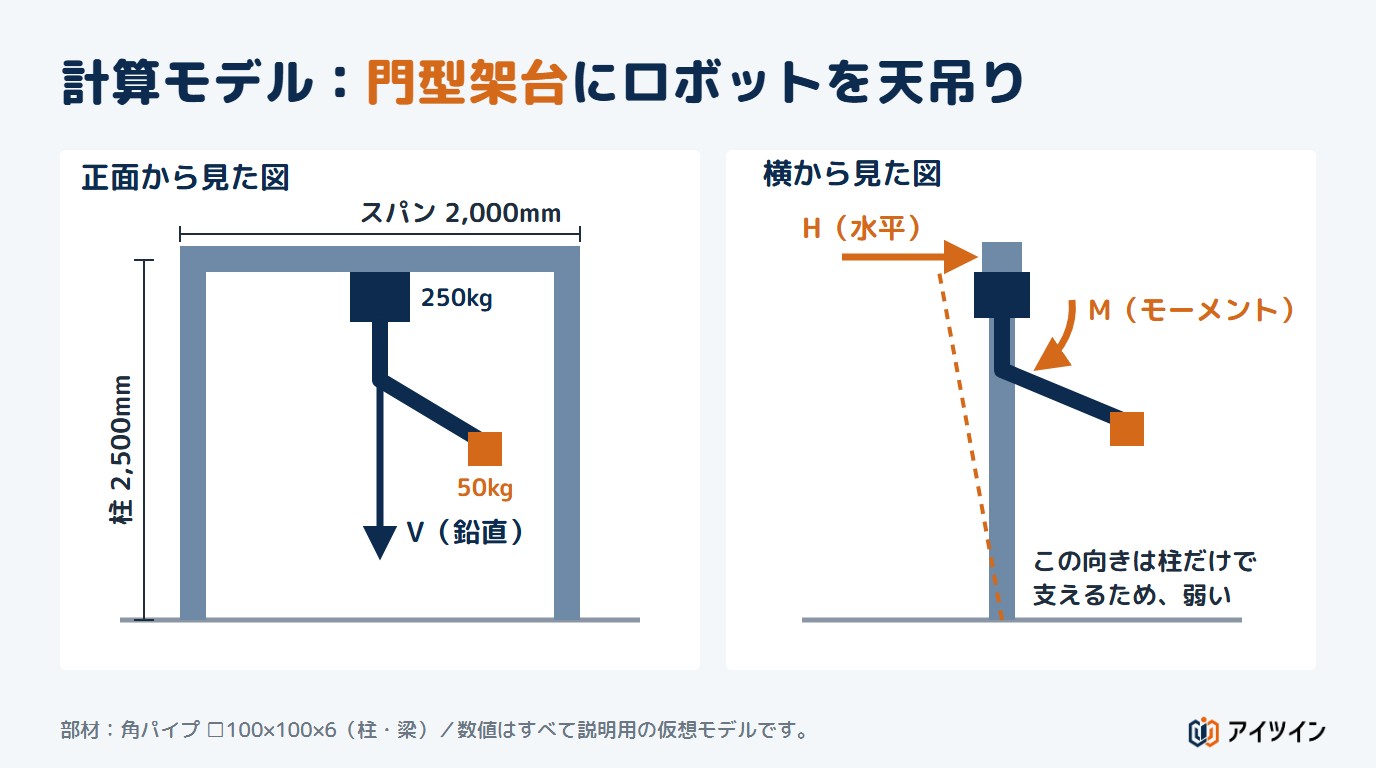 計算モデル：門型架台にロボットを天吊り
正面から見た図
スパン 2,000mm
250kg
柱 2,500mm
50kg
V（鉛直）
横から見た図
H（水平）
M（モーメント）
この向きは柱だけで
支えるため、弱い
部材：角パイプ □100×100×6（柱・梁）／数値はすべて説明用の仮想モデルです。
アイツイン